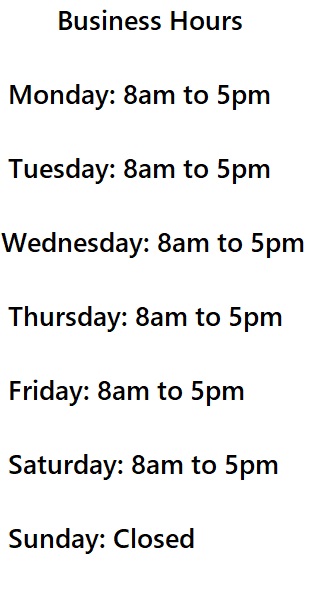 Business Hours
Monday: 8am to 5pm
Tuesday: 8am to 5pm
Wednesday: 8am to 5pm
Thursday: 8am to 5pm
Friday: 8am to 5pm
Saturday: 8am to 5pm
Sunday: Closed